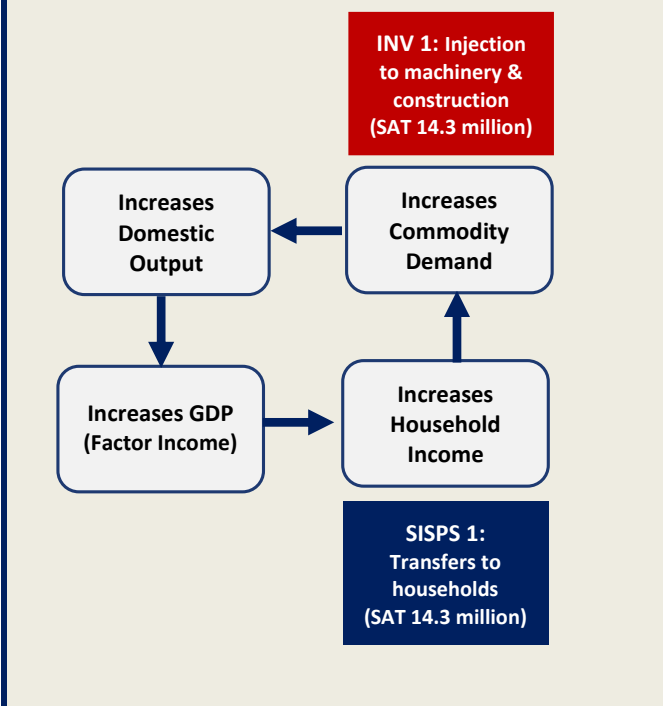 INV 1: Injection
to machinery &
construction
(SAT 14.3 million)
Increases
Domestic
Output
Increases
Commodity
Demand
Increases GDP
(Factor Income)
Increases
Household
Income
SISPS 1:
Transfers to
households
(SAT 14.3 million)